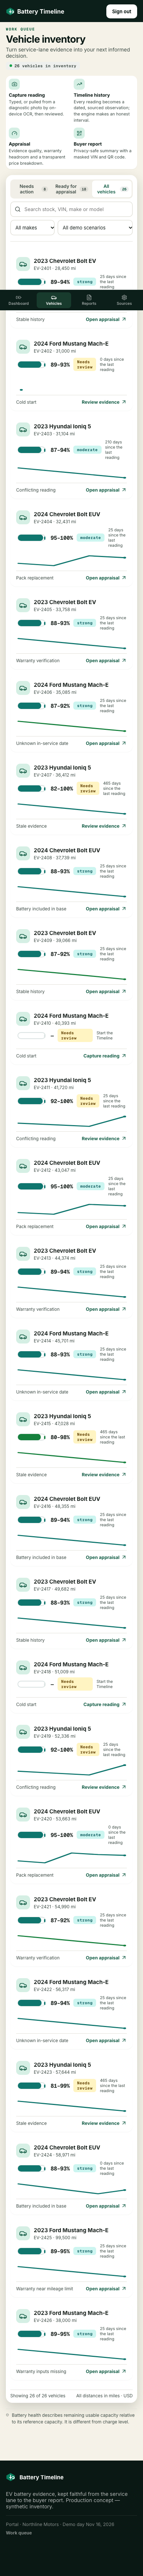 Battery Timeline
Sign out
WORK QUEUE
Vehicle inventory
Turn service-lane evidence into your next informed decision.
26 vehicles in inventory
Capture reading
Typed, or pulled from a diagnostic photo by on-device OCR, then reviewed.
Timeline history
Every reading becomes a dated, sourced observation; the engine makes an honest interval.
Appraisal
Evidence quality, warranty headroom and a transparent price breakdown.
Buyer report
Privacy-safe summary with a masked VIN and QR code.
Needs action
Ready for appraisal
All vehicles 26
Search stock, VIN, make or model
All makes
All demo scenarios
2023 Chevrolet Bolt EV
EV-2401 · 28,450 mi
89–94% strong 25 days since the last reading
Dashboard
Vehicles
Reports
Sources
Stable history Open appraisal
2024 Ford Mustang Mach-E
EV-2402 · 31,000 mi
89–93% Needs review 0 days since the last reading
Cold start Review evidence
2023 Hyundai Ioniq 5
EV-2403 · 31,104 mi
87–94% moderate 210 days since the last reading
Conflicting reading Open appraisal
2024 Chevrolet Bolt EUV
EV-2404 · 32,431 mi
95–100% moderate 25 days since the last reading
Pack replacement Open appraisal
2023 Chevrolet Bolt EV
EV-2405 · 33,758 mi
88–93% strong 25 days since the last reading
Warranty verification Open appraisal
2024 Ford Mustang Mach-E
EV-2406 · 35,085 mi
87–92% strong 25 days since the last reading
Unknown in-service date Open appraisal
2023 Hyundai Ioniq 5
EV-2407 · 36,412 mi
82–100% Needs review 465 days since the last reading
Stale evidence Review evidence
2024 Chevrolet Bolt EUV
EV-2408 · 37,739 mi
88–93% strong 25 days since the last reading
Battery included in base Open appraisal
2023 Chevrolet Bolt EV
EV-2409 · 39,066 mi
87–92% strong 25 days since the last reading
Stable history Open appraisal
2024 Ford Mustang Mach-E
EV-2410 · 40,393 mi
— Needs review Start the Timeline
Cold start Capture reading
2023 Hyundai Ioniq 5
EV-2411 · 41,720 mi
92–100% Needs review 25 days since the last reading
Conflicting reading Review evidence
2024 Chevrolet Bolt EUV
EV-2412 · 43,047 mi
95–100% moderate 25 days since the last reading
Pack replacement Open appraisal
2023 Chevrolet Bolt EV
EV-2413 · 44,374 mi
89–94% strong 25 days since the last reading
Warranty verification Open appraisal
2024 Ford Mustang Mach-E
EV-2414 · 45,701 mi
88–93% strong 25 days since the last reading
Unknown in-service date Open appraisal
2023 Hyundai Ioniq 5
EV-2415 · 47,028 mi
80–98% Needs review 465 days since the last reading
Stale evidence Review evidence
2024 Chevrolet Bolt EUV
EV-2416 · 48,355 mi
89–94% strong 25 days since the last reading
Battery included in base Open appraisal
2023 Chevrolet Bolt EV
EV-2417 · 49,682 mi
88–93% strong 25 days since the last reading
Stable history Open appraisal
2024 Ford Mustang Mach-E
EV-2418 · 51,009 mi
— Needs review Start the Timeline
Cold start Capture reading
2023 Hyundai Ioniq 5
EV-2419 · 52,336 mi
92–100% Needs review 25 days since the last reading
Conflicting reading Review evidence
2024 Chevrolet Bolt EUV
EV-2420 · 53,663 mi
95–100% moderate 0 days since the last reading
Pack replacement Open appraisal
2023 Chevrolet Bolt EV
EV-2421 · 54,990 mi
87–92% strong 25 days since the last reading
Warranty verification Open appraisal
2024 Ford Mustang Mach-E
EV-2422 · 56,317 mi
89–94% strong 25 days since the last reading
Unknown in-service date Open appraisal
2023 Hyundai Ioniq 5
EV-2423 · 57,644 mi
81–99% Needs review 465 days since the last reading
Stale evidence Review evidence
2024 Chevrolet Bolt EUV
EV-2424 · 58,971 mi
88–93% strong 0 days since the last reading
Battery included in base Open appraisal
2023 Ford Mustang Mach-E
EV-2425 · 99,500 mi
89–95% strong 25 days since the last reading
Warranty near mileage limit Open appraisal
2023 Ford Mustang Mach-E
EV-2426 · 38,000 mi
89–95% strong 25 days since the last reading
Warranty inputs missing Open appraisal
Showing 26 of 26 vehicles All distances in miles · USD
Battery health describes remaining usable capacity relative to its reference capacity. It is different from charge level.
Battery Timeline
EV battery evidence, kept faithful from the service lane to the buyer report. Production concept — synthetic inventory.
Portal · Northline Motors · Demo day Nov 18, 2026
Work queue